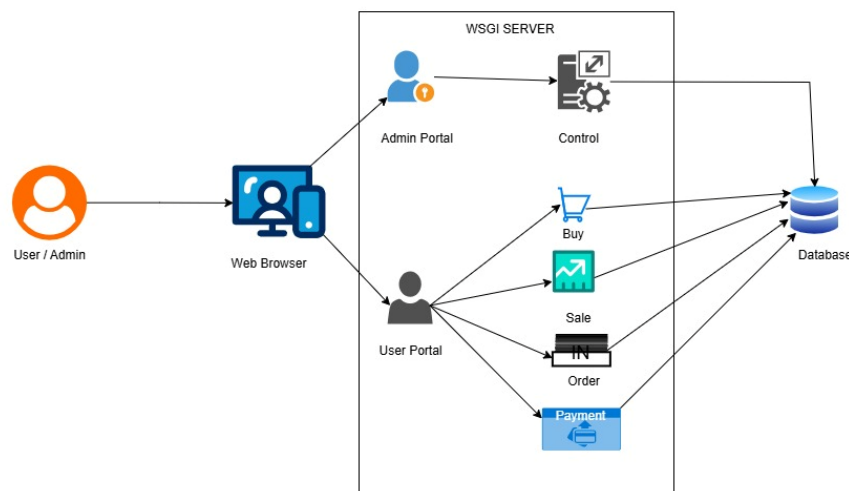 WSGI SERVER
Admin Portal
Control
User / Admin
Web Browser
Buy
Database
Sale
User Portal
IN
Order
Payment